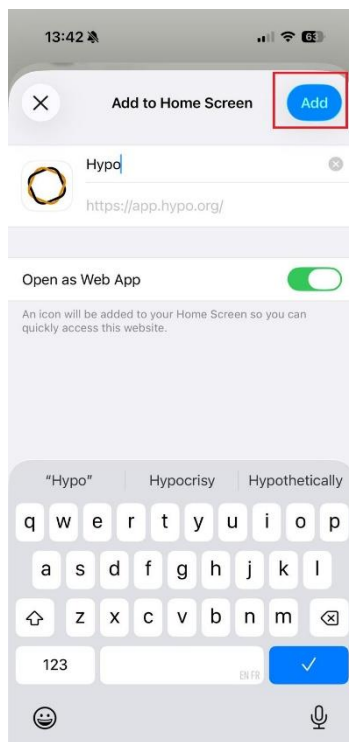 13:42
63
Add to Home Screen
Add
Hypo
https://app.hypo.org/
Open as Web App
An icon will be added to your Home Screen so you can
quickly access this website.
“Hypo” Hypocrisy Hypothetically
q w e r t y u i o p
a s d f g h j k l
z x c v b n m
123
EN FR